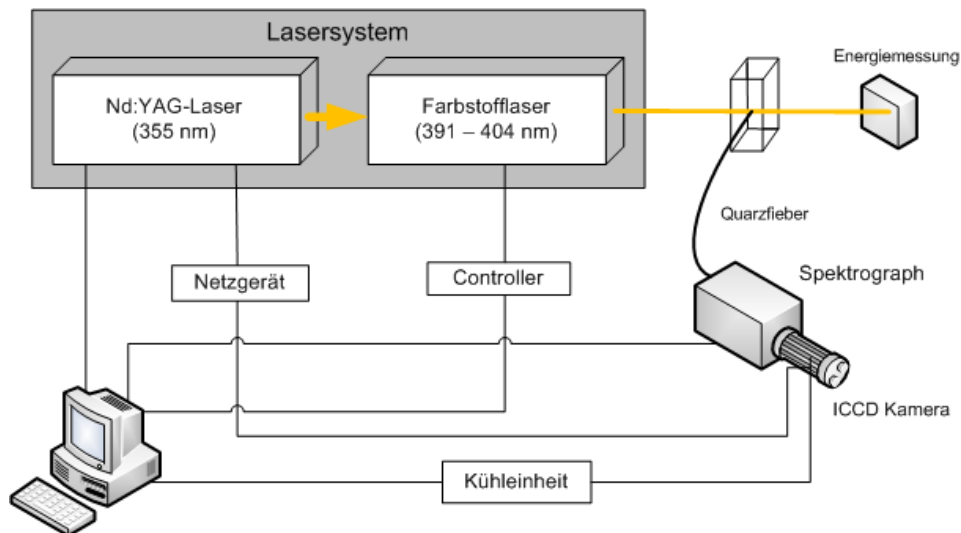 Lasersystem
Energiemessung
Nd:YAG-Laser
(355 nm)
Farbstofflaser
(391 – 404 nm)
Quarzfieber
Netzgerät
Controller
Spektrograph
ICCD Kamera
Kühleinheit